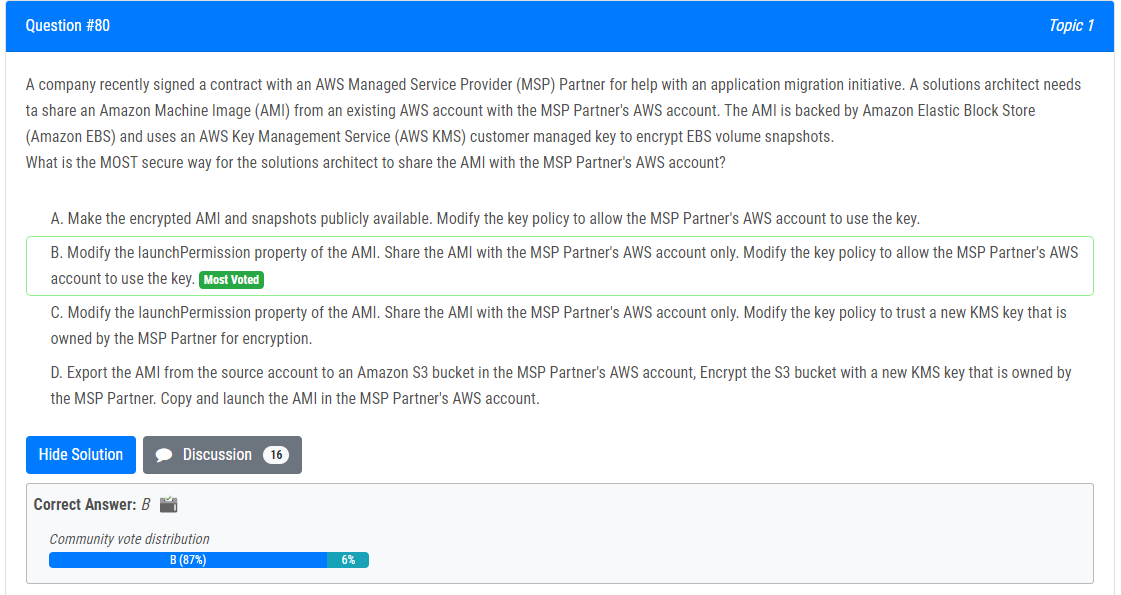 Question #80
Topic 1
A company recently signed a contract with an AWS Managed Service Provider (MSP) Partner for help with an application migration initiative. A solutions architect needs
ta share an Amazon Machine Image (AMI) from an existing AWS account with the MSP Partner's AWS account. The AMI is backed by Amazon Elastic Block Store
(Amazon EBS) and uses an AWS Key Management Service (AWS KMS) customer managed key to encrypt EBS volume snapshots.
What is the MOST secure way for the solutions architect to share the AMI with the MSP Partner's AWS account?
A. Make the encrypted AMI and snapshots publicly available. Modify the key policy to allow the MSP Partner's AWS account to use the key.
B. Modify the launchPermission property of the AMI. Share the AMI with the MSP Partner's AWS account only. Modify the key policy to allow the MSP Partner's AWS
account to use the key. Most Voted
C. Modify the launchPermission property of the AMI. Share the AMI with the MSP Partner's AWS account only. Modify the key policy to trust a new KMS key that is
owned by the MSP Partner for encryption.
D. Export the AMI from the source account to an Amazon S3 bucket in the MSP Partner's AWS account, Encrypt the S3 bucket with a new KMS key that is owned by
the MSP Partner. Copy and launch the AMI in the MSP Partner's AWS account.
Hide Solution
Discussion 16
Correct Answer: B
Community vote distribution
B (87%)
6%